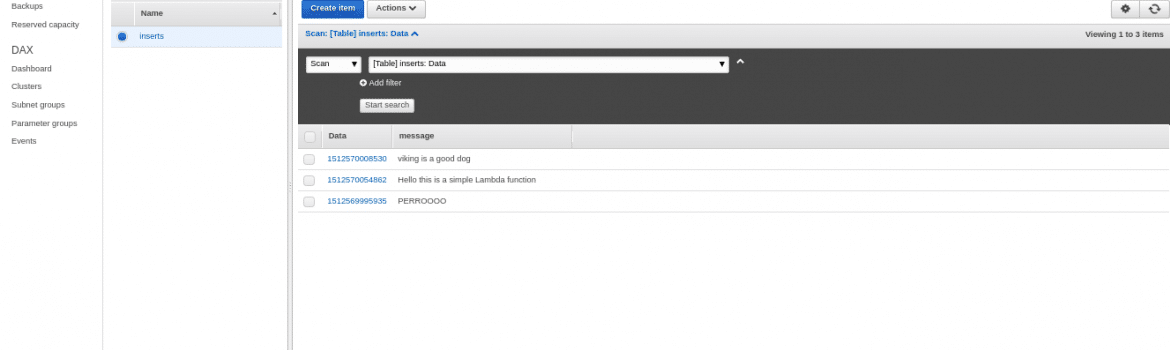 Backups
Reserved capacity
DAX
Dashboard
Clusters
Subnet groups
Parameter groups
Events
Name
inserts
Create item Actions
Scan: [Table] inserts: Data Viewing 1 to 3 items
Scan [Table] inserts: Data
Add filter
Start search
Data message
1512570008530 viking is a good dog
1512570054862 Hello this is a simple Lambda function
1512569995935 PERROOOO